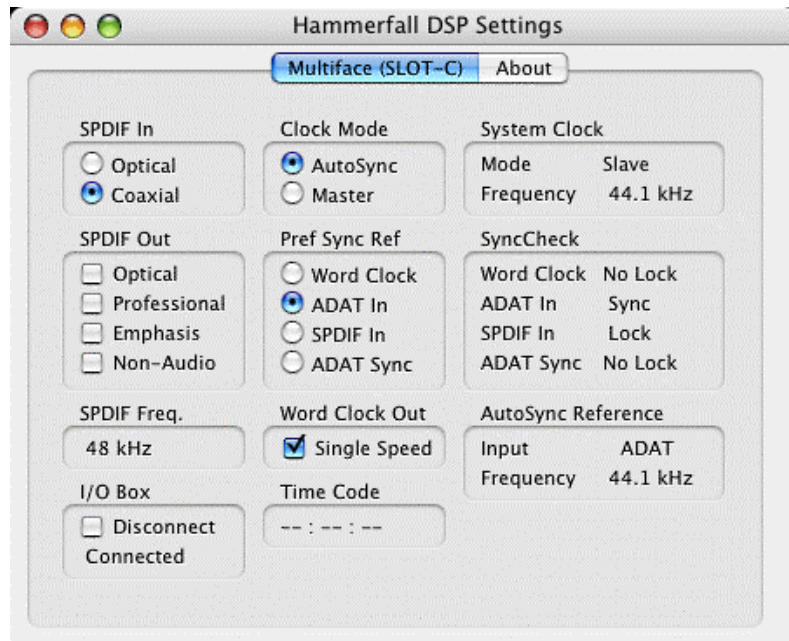 Hammerfall DSP Settings
Multiface (SLOT-C)
About
SPDIF In
Optical
Coaxial
Clock Mode
AutoSync
Master
System Clock
Mode Slave
Frequency 44.1 kHz
SPDIF Out
Optical
Professional
Emphasis
Non-Audio
Pref Sync Ref
Word Clock
ADAT In
SPDIF In
ADAT Sync
SyncCheck
Word Clock No Lock
ADAT In Sync
SPDIF In Lock
ADAT Sync No Lock
SPDIF Freq.
48 kHz
Word Clock Out
Single Speed
AutoSync Reference
Input ADAT
Frequency 44.1 kHz
I/O Box
Disconnect
Connected
Time Code
-- : -- : --